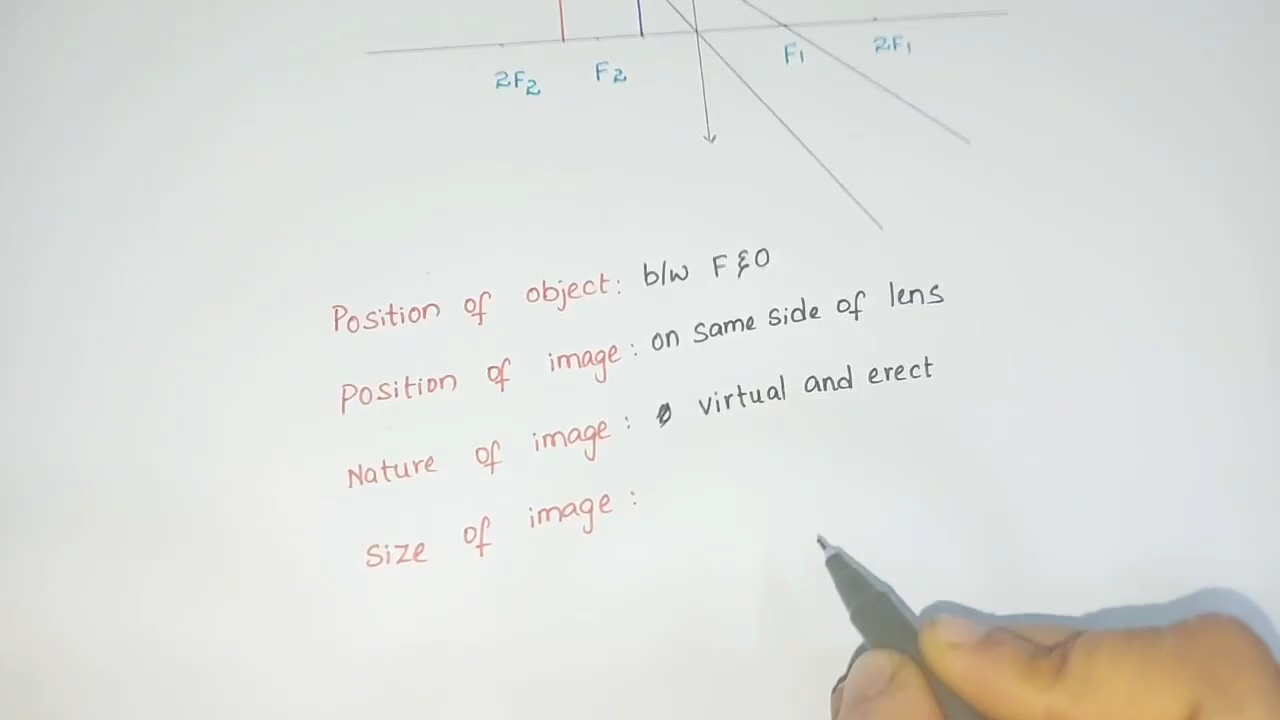 2F2 F2 F1 2F1
Position of object: b/w F & O
Position of image: on same side of lens
Nature of image: virtual and erect
Size of image: